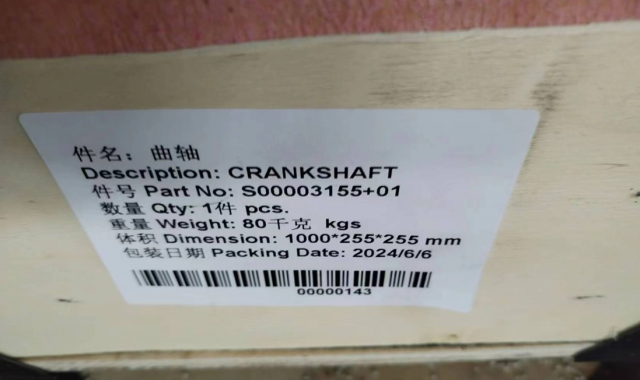 件名：曲轴
Description: CRANKSHAFT
件号 Part No: S00003155+01
数量 Qty: 1件 pcs.
重量 Weight: 80千克 kgs
体积 Dimension: 1000*255*255 mm
包装日期 Packing Date: 2024/6/6
00000143